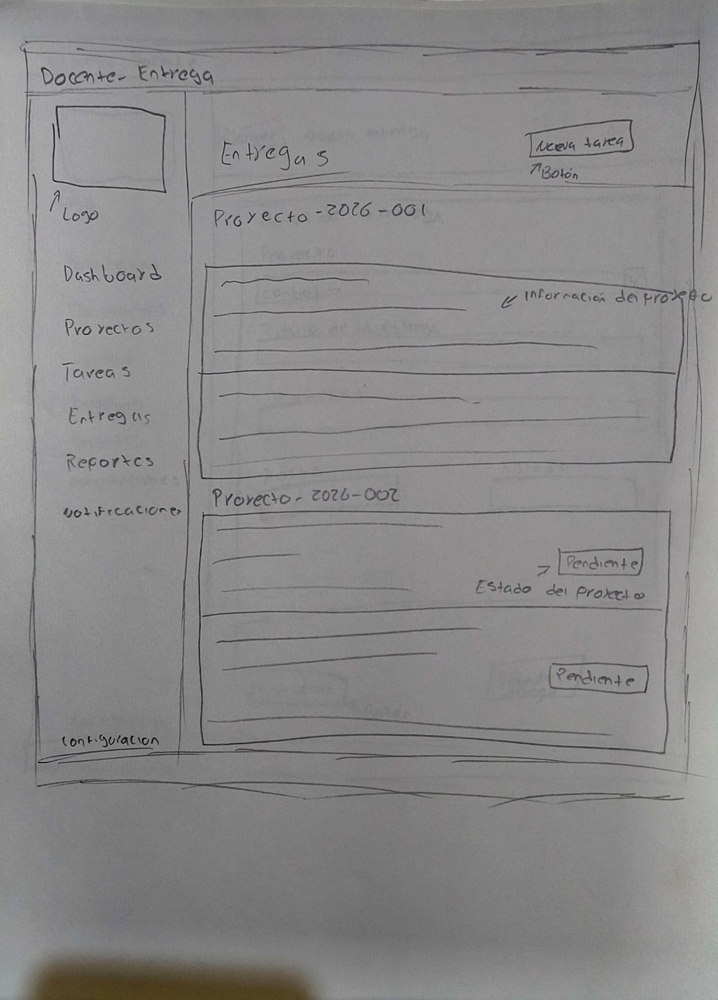 Docente- Entrega
Logo
Dashboard
Proyectos
Tareas
Entregas
Reportes
Notificaciones
configuracion
Entregas
Nueva tarea
Botón
Proyecto-2026-001
Información del proyecto
Proyecto-2026-002
Pendiente
Estado del proyecto
Pendiente